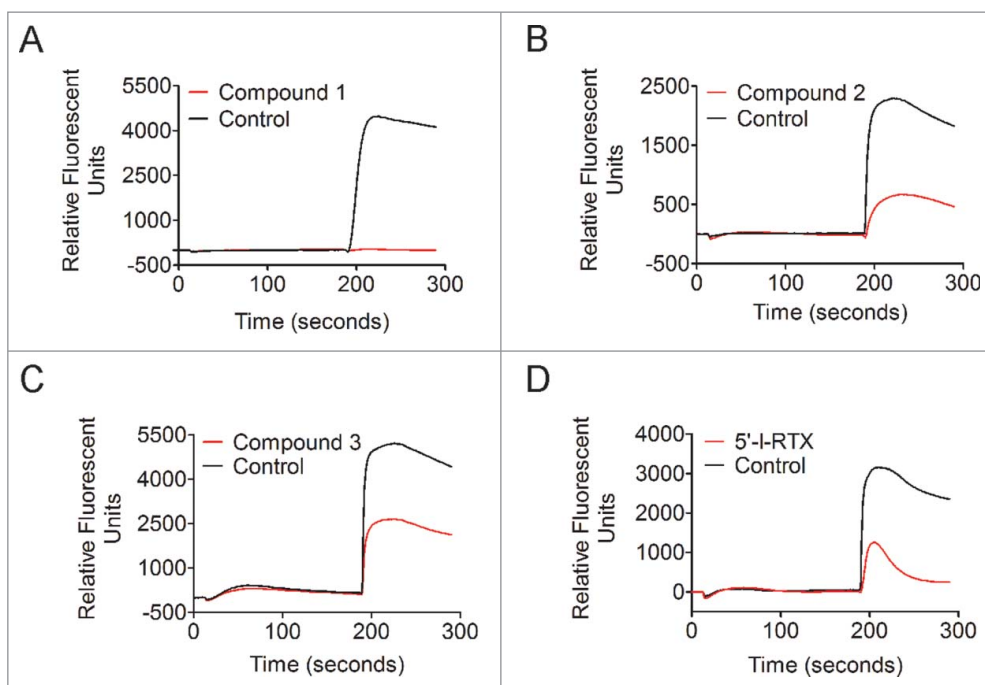 A
Relative Fluorescent
Units
5500
4000
2500
1000
-500
Compound 1
Control
0
100
200
300
Time (seconds)
B
Relative Fluorescent
Units
2500
1500
500
-500
Compound 2
Control
0
100
200
300
Time (seconds)
C
Relative Fluorescent
Units
5500
4000
2500
1000
-500
Compound 3
Control
0
100
200
300
Time (seconds)
D
Relative Fluorescent
Units
4000
3000
2000
1000
0
5'-I-RTX
Control
0
100
200
300
Time (seconds)